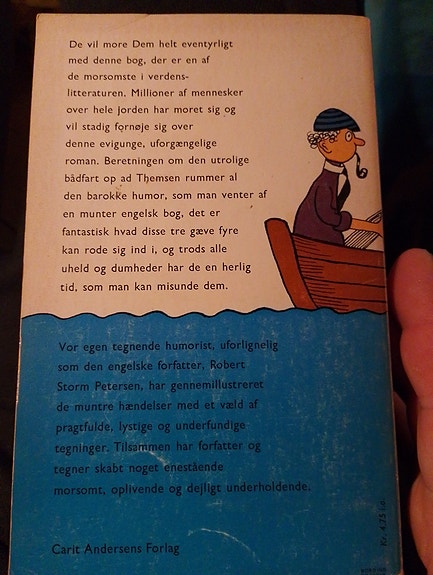 De vil more Dem helt eventyrligt
med denne bog, der er en af
de morsomste i verdens-
litteraturen. Millioner af mennesker
over hele jorden har moret sig og
vil stadig fornøje sig over
denne evigunge, uforgængelige
roman. Beretningen om den utrolige
bådfart op ad Themsen rummer al
den barokke humor, som man venter af
en munter engelsk bog, det er
fantastisk hvad disse tre gæve fyre
kan rode sig ind i, og trods alle
uheld og dumheder har de en herlig
tid, som man kan misunde dem.
Vor egen tegnende humorist, uforlignelig
som den engelske forfatter, Robert
Storm Petersen, har gennemillustreret
de muntre hændelser med et væld af
pragtfulde, lystige og underfundige
tegninger. Tilsammen har forfatter og
tegner skabt noget enestående
morsomt, oplivende og dejligt underholdende.
Carit Andersens Forlag
Kr. 4.75